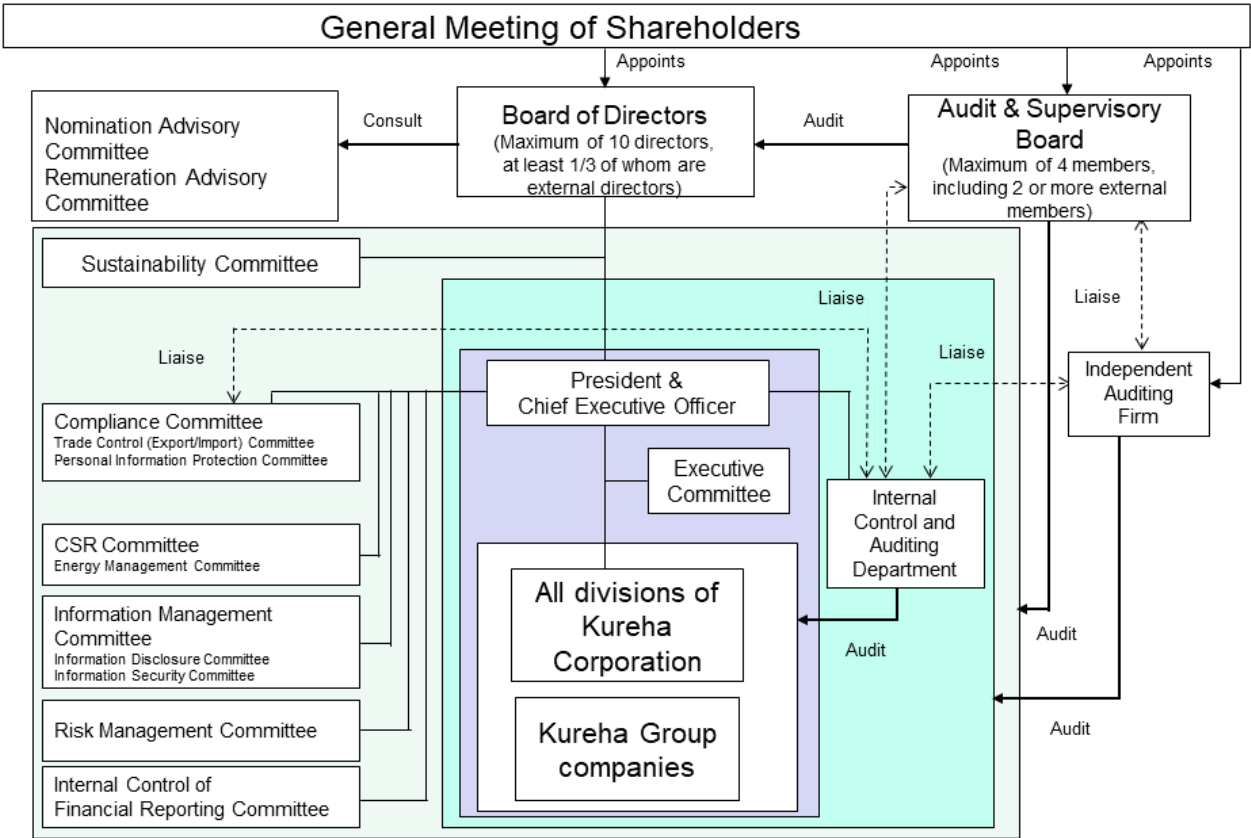 General Meeting of Shareholders
Appoints
Appoints
Appoints
Nomination Advisory
Committee
Remuneration Advisory
Committee
Consult
Board of Directors
(Maximum of 10 directors,
at least 1/3 of whom are
external directors)
Audit
Audit & Supervisory
Board
(Maximum of 4 members,
including 2 or more external
members)
Sustainability Committee
Liaise
Liaise
Liaise
Liaise
Independent
Auditing
Firm
President &
Chief Executive Officer
Compliance Committee
Trade Control (Export/Import) Committee
Personal Information Protection Committee
Executive
Committee
Internal
Control and
Auditing
Department
CSR Committee
Energy Management Committee
All divisions of
Kureha
Corporation
Information Management
Committee
Information Disclosure Committee
Information Security Committee
Audit
Audit
Risk Management Committee
Kureha Group
companies
Audit
Internal Control of
Financial Reporting Committee